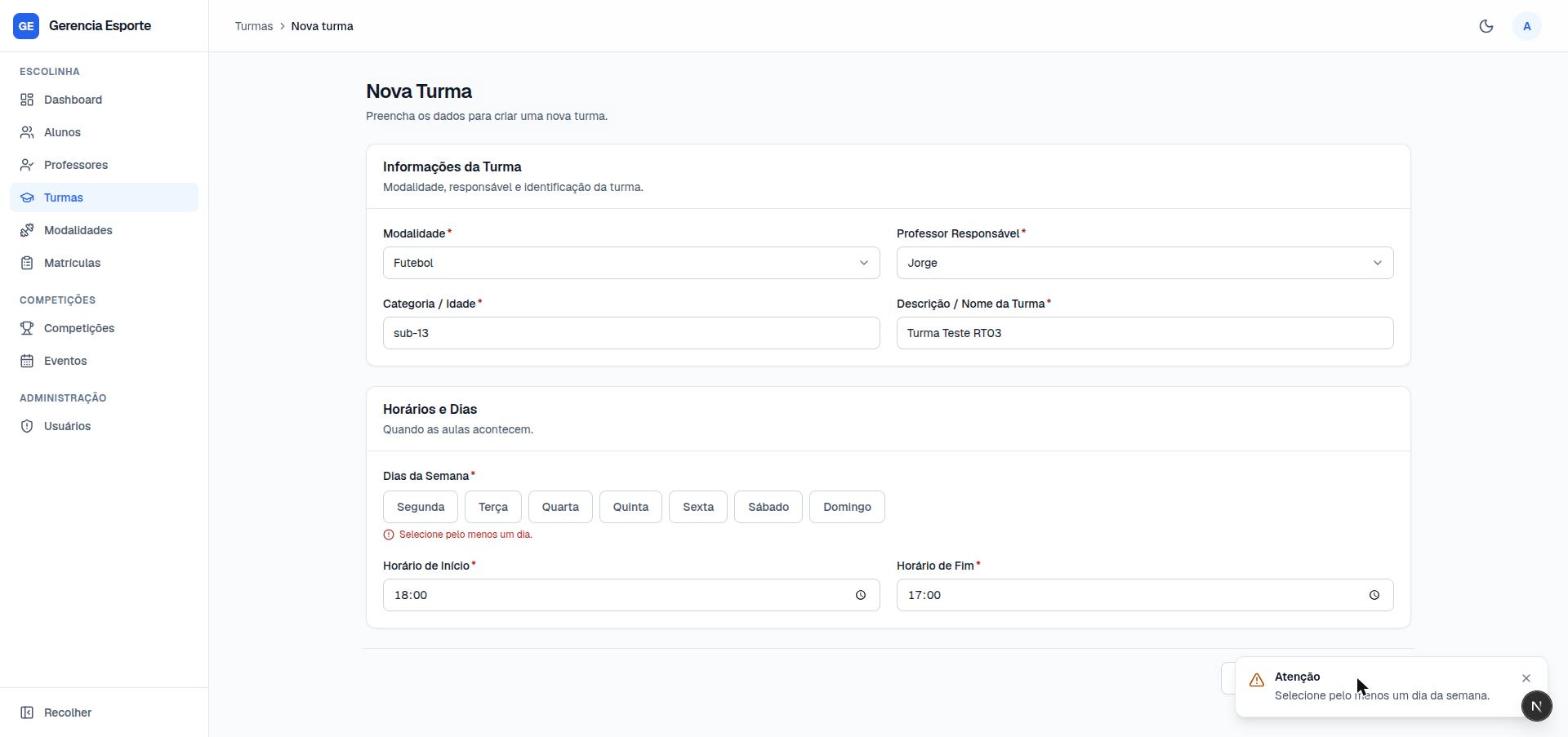 GE Gerencia Esporte
Turmas > Nova turma
A
ESCOLINHA
Dashboard
Alunos
Professores
Turmas
Modalidades
Matrículas
COMPETIÇÕES
Competições
Eventos
ADMINISTRAÇÃO
Usuários
Recolher
Nova Turma
Preencha os dados para criar uma nova turma.
Informações da Turma
Modalidade, responsável e identificação da turma.
Modalidade* Professor Responsável*
Futebol Jorge
Categoria / Idade* Descrição / Nome da Turma*
sub-13 Turma Teste RT03
Horários e Dias
Quando as aulas acontecem.
Dias da Semana*
Segunda Terça Quarta Quinta Sexta Sábado Domingo
Selecione pelo menos um dia.
Horário de Início* Horário de Fim*
18:00 17:00
Atenção
Selecione pelo menos um dia da semana.
N